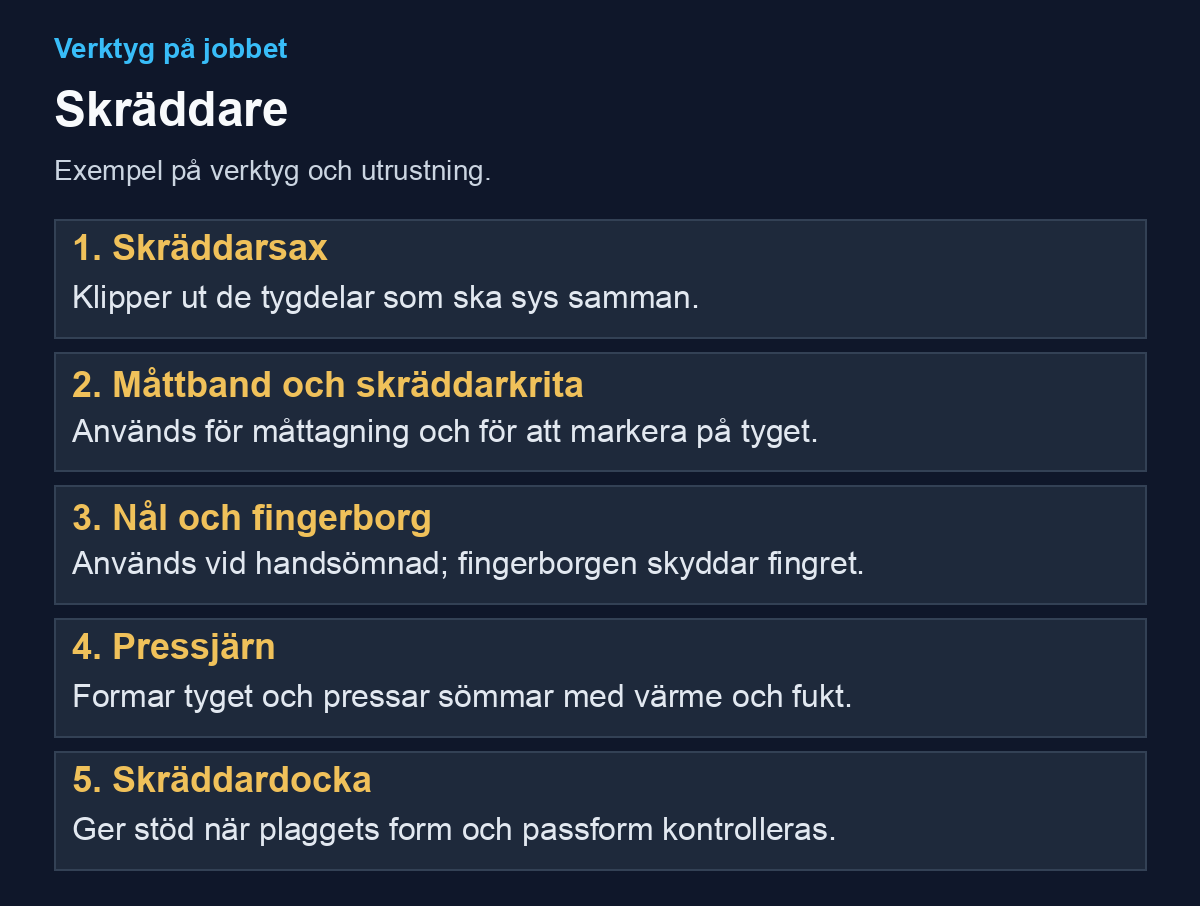 Verktyg på jobbet
Skräddare
Exempel på verktyg och utrustning.
1. Skräddarsax
Klipper ut de tygdelar som ska sys samman.
2. Måttband och skräddarkrita
Används för måttagning och för att markera på tyget.
3. Nål och fingerborg
Används vid handsömnad; fingerborgen skyddar fingret.
4. Pressjärn
Formar tyget och pressar sömmar med värme och fukt.
5. Skräddardocka
Ger stöd när plaggets form och passform kontrolleras.